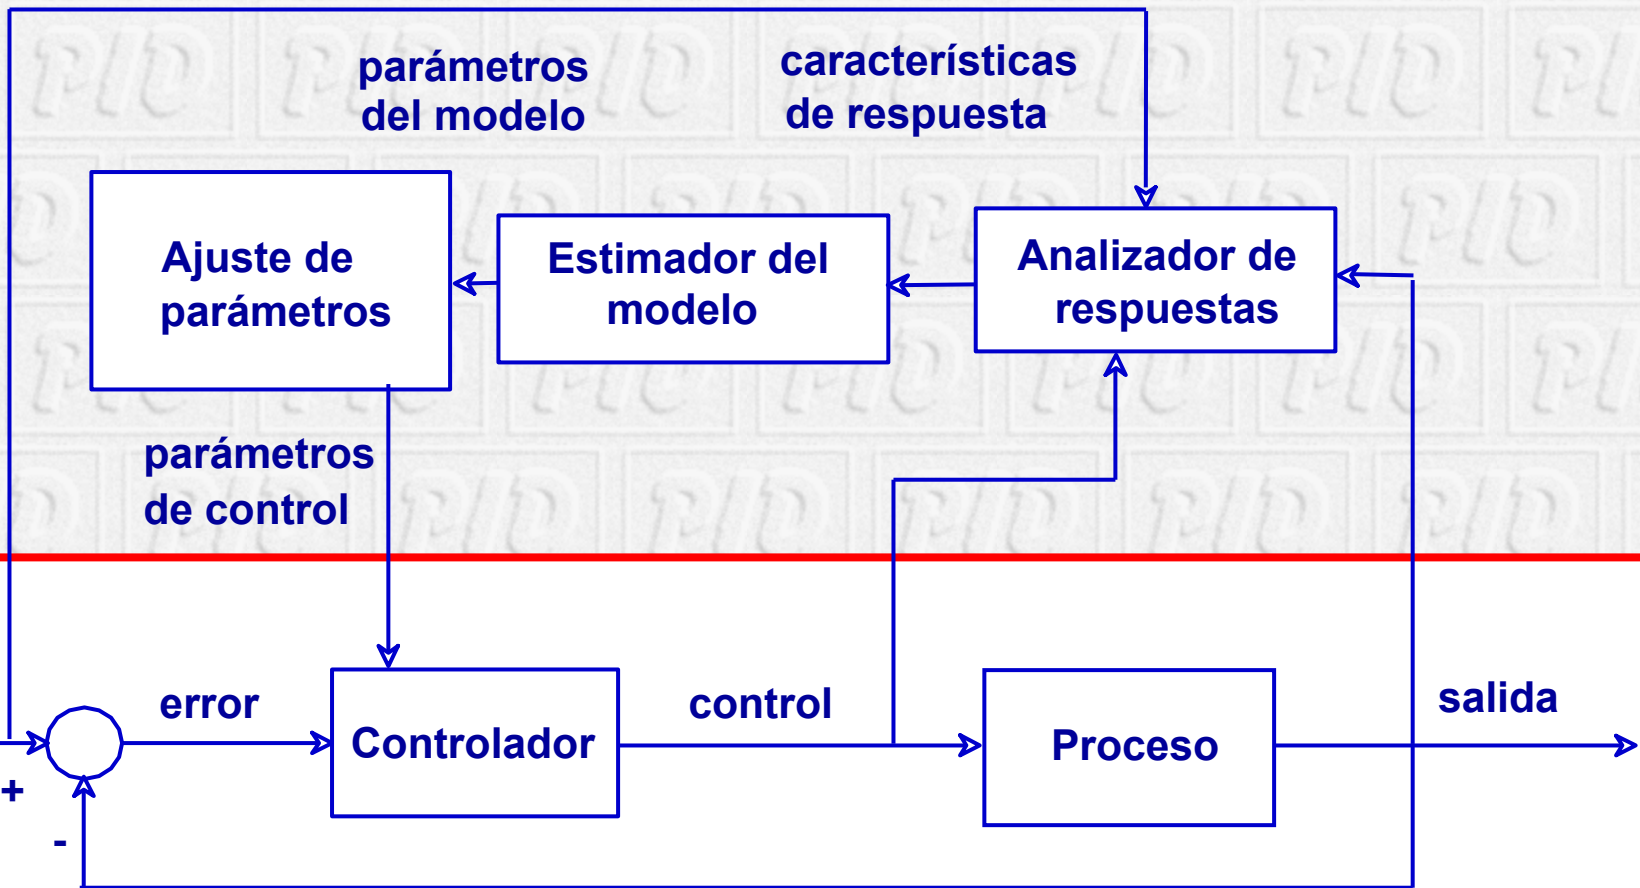 parámetros
del modelo
características
de respuesta
Ajuste de
parámetros
Estimador del
modelo
Analizador de
respuestas
parámetros
de control
error
Controlador
control
Proceso
salida
+
-
PID